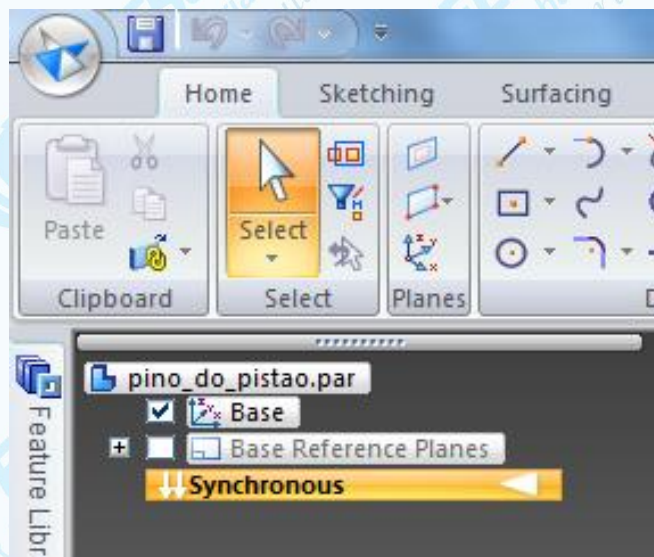 Home Sketching Surfacing
Paste
Select
Clipboard Select Planes
pino_do_pistao.par
Base
Base Reference Planes
Synchronous
Feature Libr